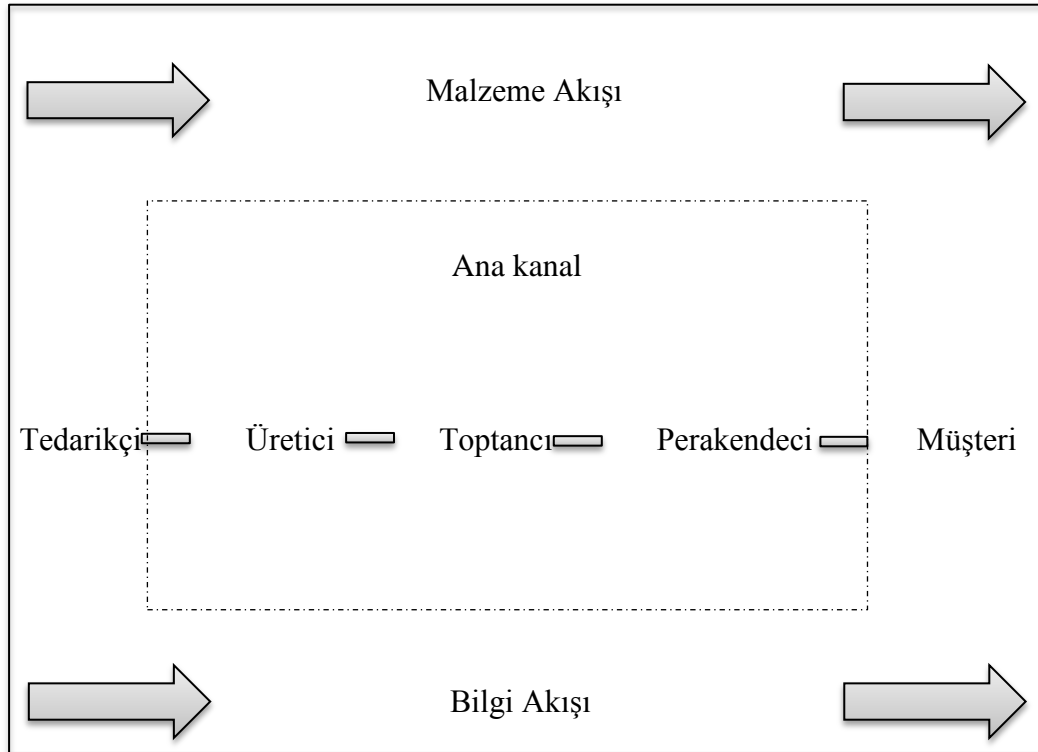 Malzeme Akışı
Ana kanal
Tedarikçi Üretici Toptancı Perakendeci Müşteri
Bilgi Akışı